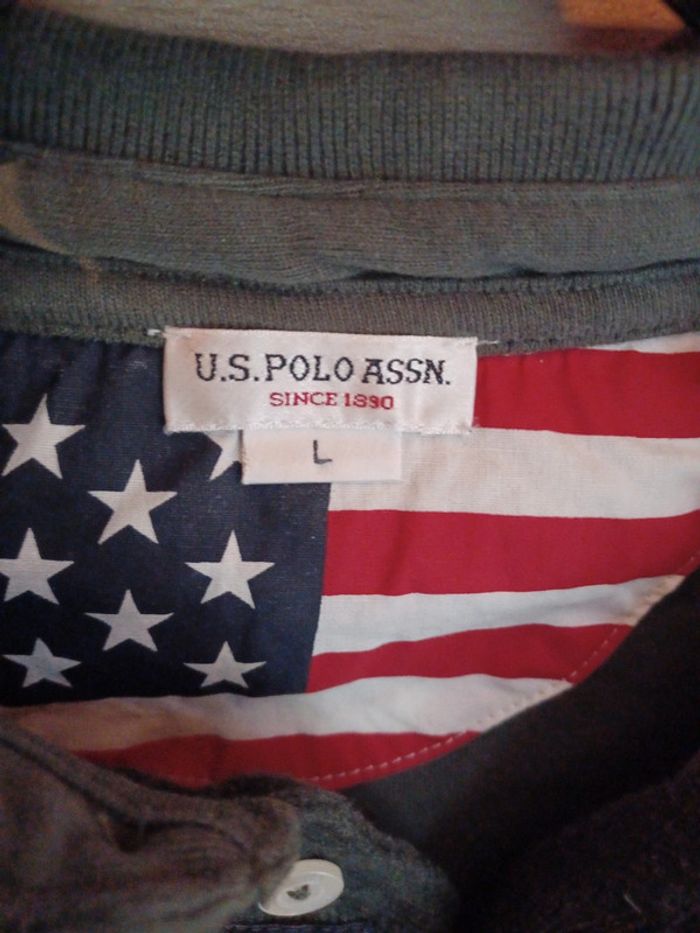 U.S. POLO ASSN.
SINCE 1890
L